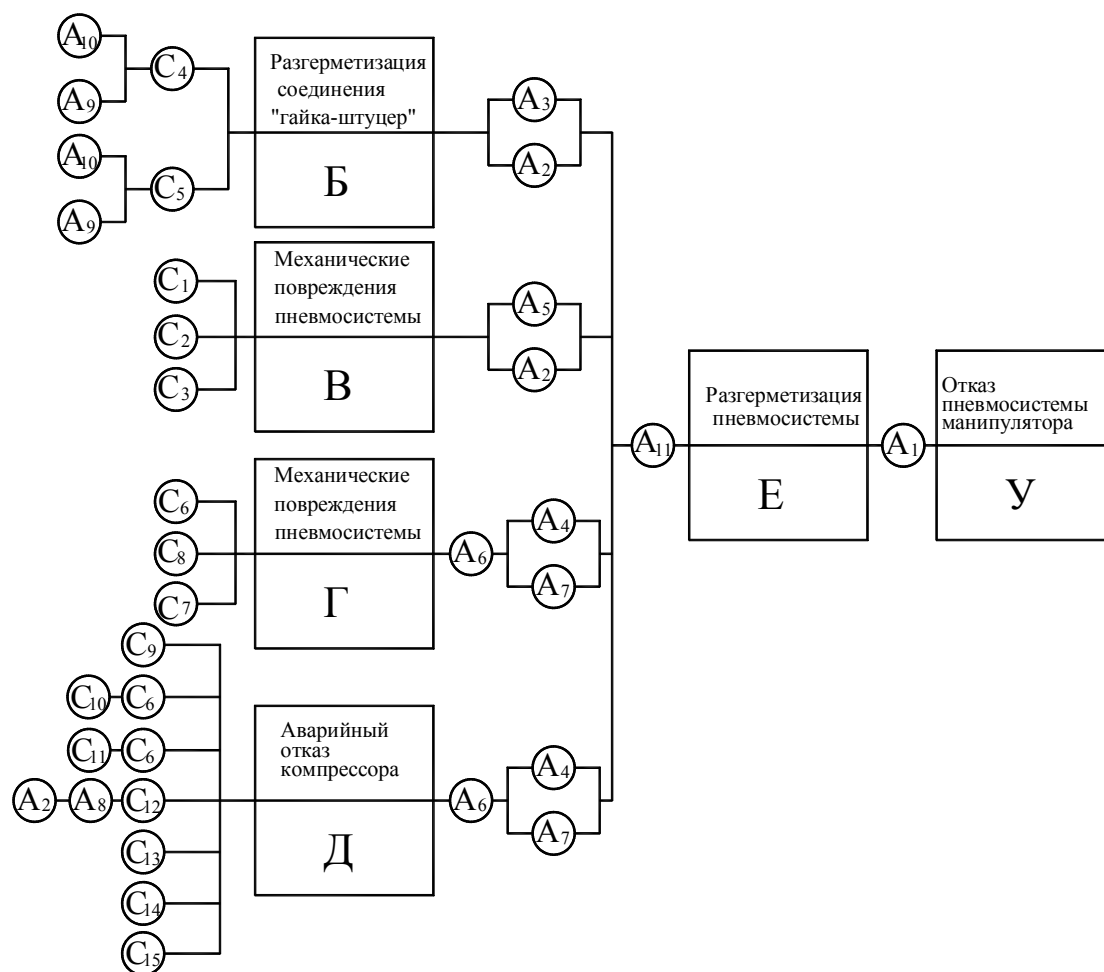 A10
A9
C4
A10
A9
C5
Разгерметизация
соединения
"гайка-штуцер"
Б
A3
A2
C1
C2
C3
Механические
повреждения
пневмосистемы
В
A5
A2
C6
C8
C7
Механические
повреждения
пневмосистемы
Г
A6
A4
A7
A11
Разгерметизация
пневмосистемы
Е
A1
Отказ
пневмосистемы
манипулятора
У
C9
C10
C6
C11
C6
A2
A8
C12
C13
C14
C15
Аварийный
отказ
компрессора
Д
A6
A4
A7